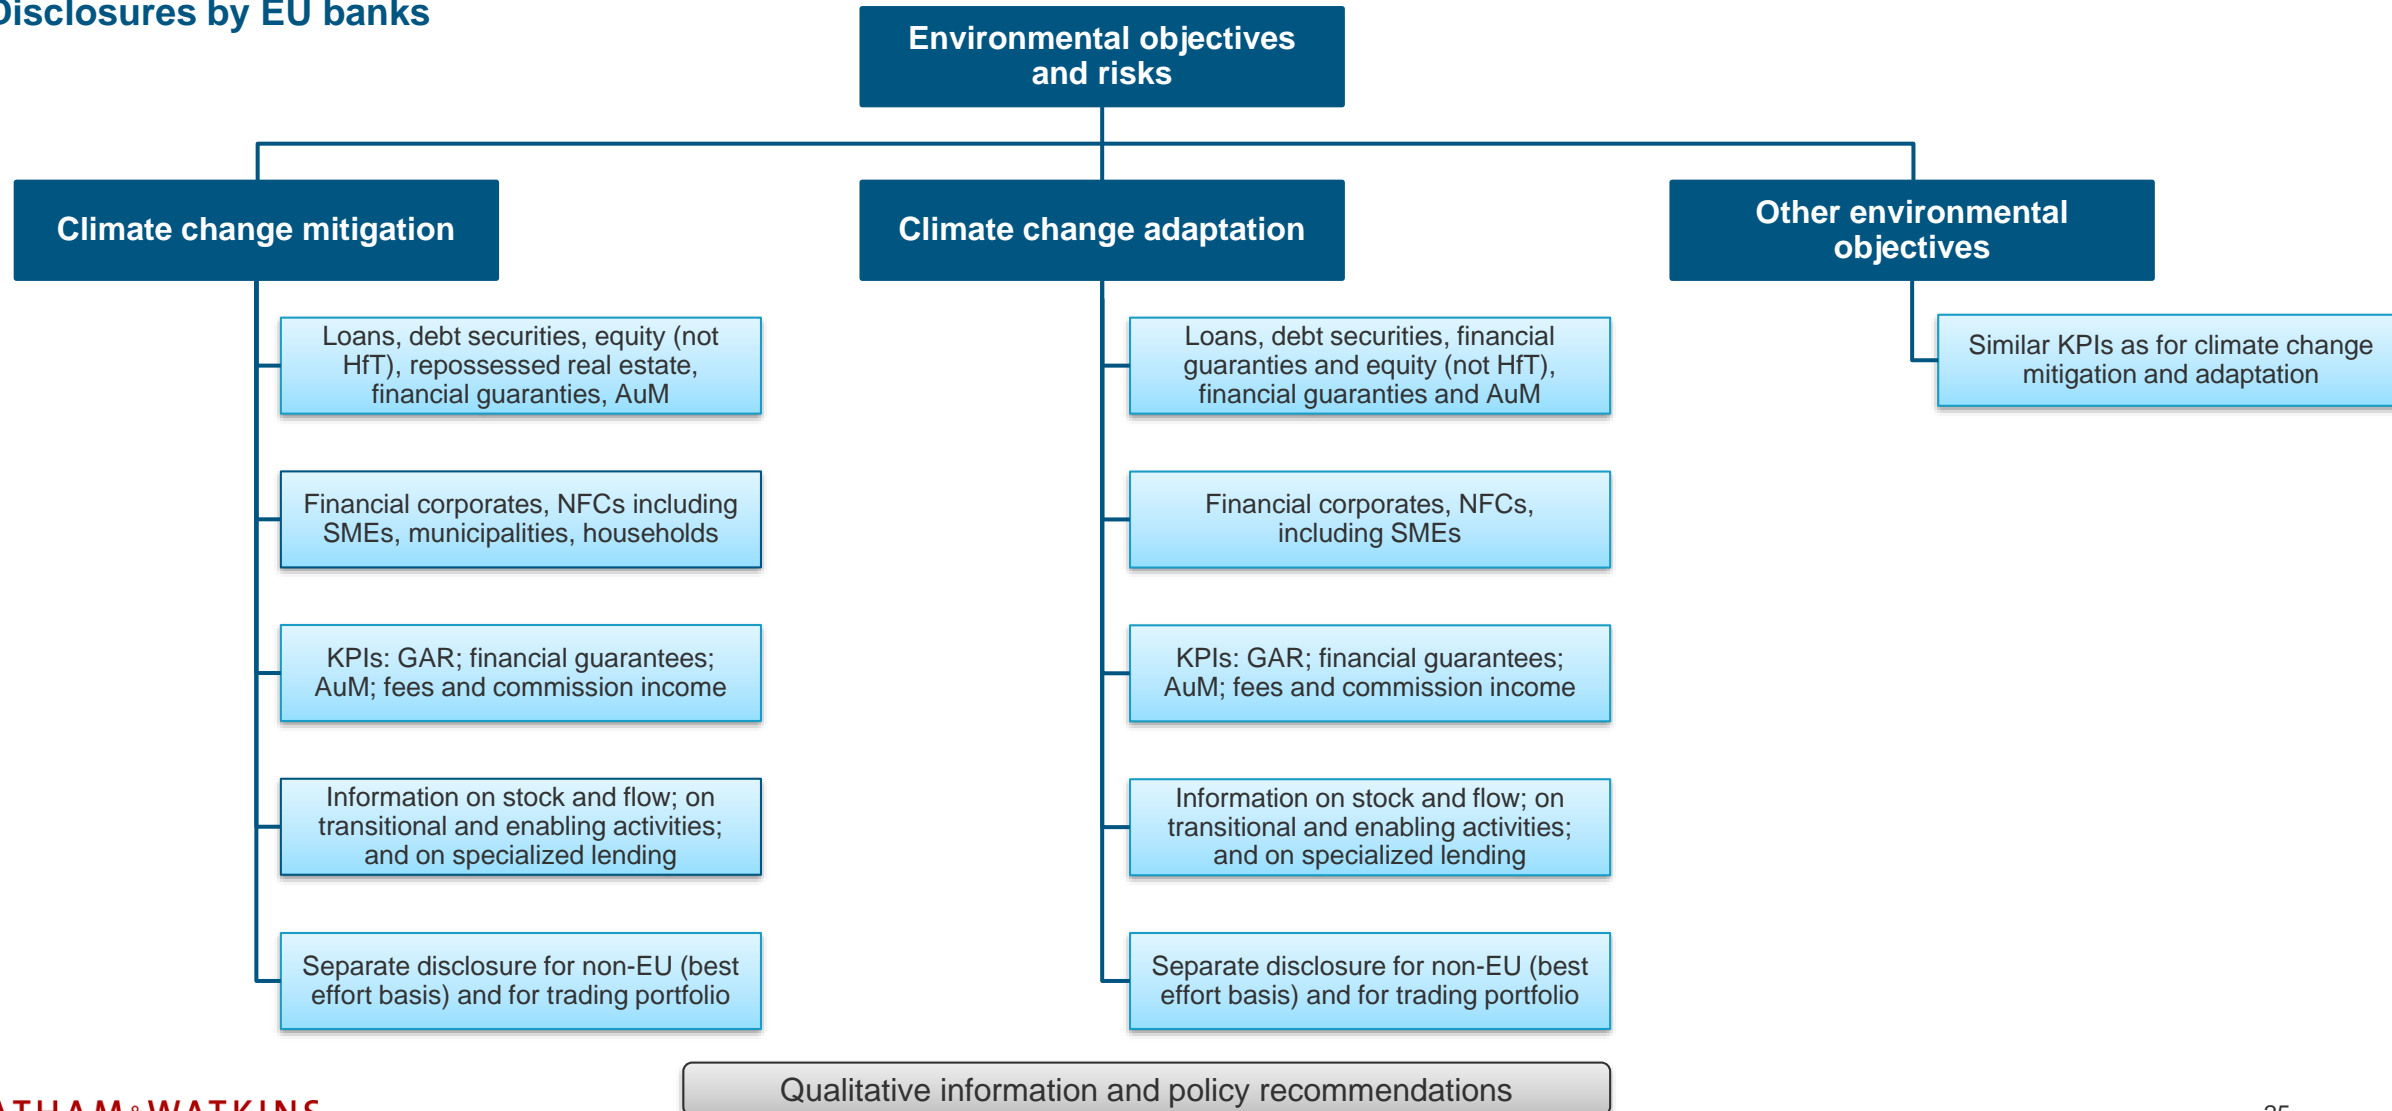 Disclosures by EU banks
Environmental objectives
and risks
Climate change mitigation
Climate change adaptation
Other environmental
objectives
Loans, debt securities, equity (not
HfT), repossessed real estate,
financial guaranties, AuM
Financial corporates, NFCs including
SMEs, municipalities, households
KPIs: GAR; financial guarantees;
AuM; fees and commission income
Information on stock and flow; on
transitional and enabling activities;
and on specialized lending
Separate disclosure for non-EU (best
effort basis) and for trading portfolio
Loans, debt securities, financial
guaranties and equity (not HfT),
financial guaranties and AuM
Financial corporates, NFCs,
including SMEs
KPIs: GAR; financial guarantees;
AuM; fees and commission income
Information on stock and flow; on
transitional and enabling activities;
and on specialized lending
Separate disclosure for non-EU (best
effort basis) and for trading portfolio
Similar KPIs as for climate change
mitigation and adaptation
Qualitative information and policy recommendations
LATHAM&WATKINS